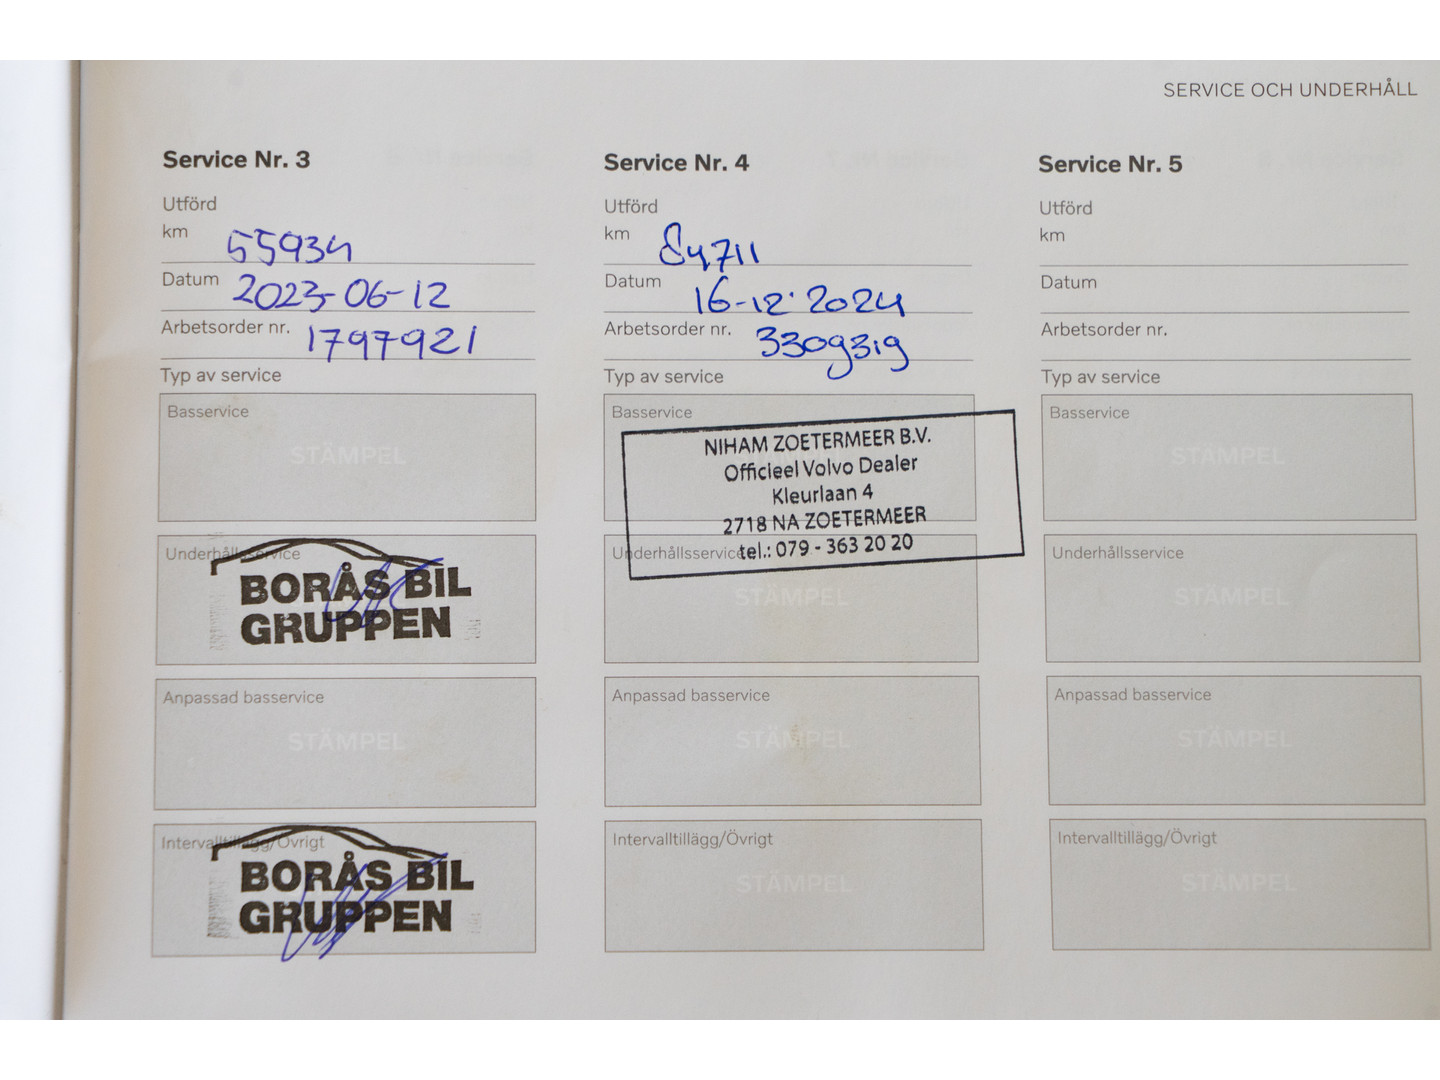 SERVICE OCH UNDERHÅLL
Service Nr. 3
Utförd
km 55934
Datum 2023-06-12
Arbetsorder nr. 1797921
Typ av service
Basservice
STÄMPEL
Underhållsservice
BORÅS BIL
GRUPPEN
Anpassad basservice
STÄMPEL
Intervalltillägg/Övrigt
BORÅS BIL
GRUPPEN
Service Nr. 4
Utförd
km 84711
Datum 16-12-2024
Arbetsorder nr. 3309319
Typ av service
Basservice
NIHAM ZOETERMEER B.V.
Officieel Volvo Dealer
Kleurlaan 4
2718 NA ZOETERMEER
tel.: 079 - 363 20 20
Underhållsservice
STÄMPEL
Anpassad basservice
STÄMPEL
Intervalltillägg/Övrigt
STÄMPEL
Service Nr. 5
Utförd
km
Datum
Arbetsorder nr.
Typ av service
Basservice
STÄMPEL
Underhållsservice
STÄMPEL
Anpassad basservice
STÄMPEL
Intervalltillägg/Övrigt
STÄMPEL